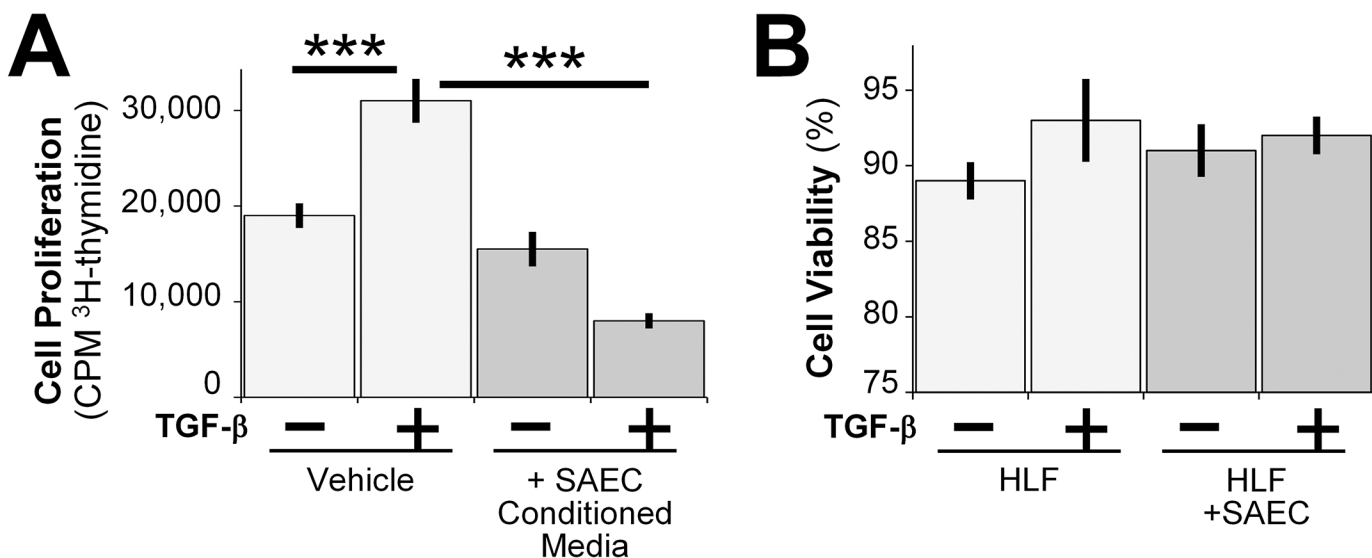 A
***
***
Cell Proliferation
(CPM ³H-thymidine)
30,000
20,000
10,000
0
TGF-β − + − +
Vehicle
+ SAEC
Conditioned
Media
B
Cell Viability (%)
95
90
85
80
75
TGF-β − + − +
HLF
HLF
+SAEC